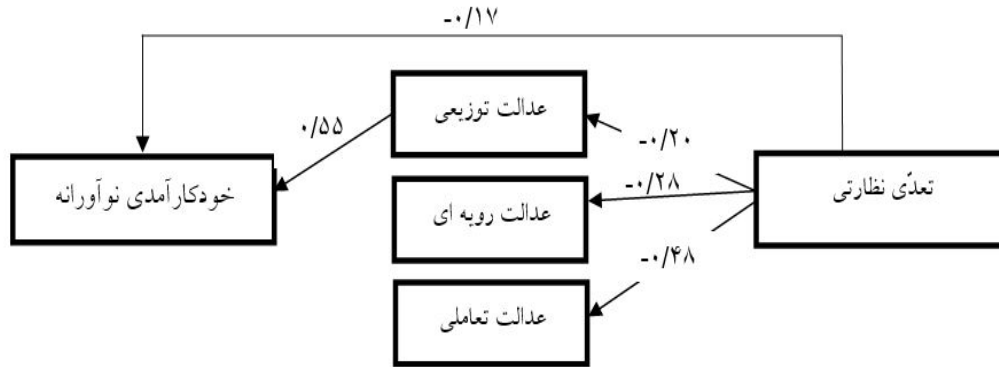 -۰/۱۷
عدالت توزیعی
-۰/۲۰
۰/۵۵
تعدّی نظارتی
-۰/۲۸
عدالت رویه ای
خودکارآمدی نوآورانه
-۰/۴۸
عدالت تعاملی